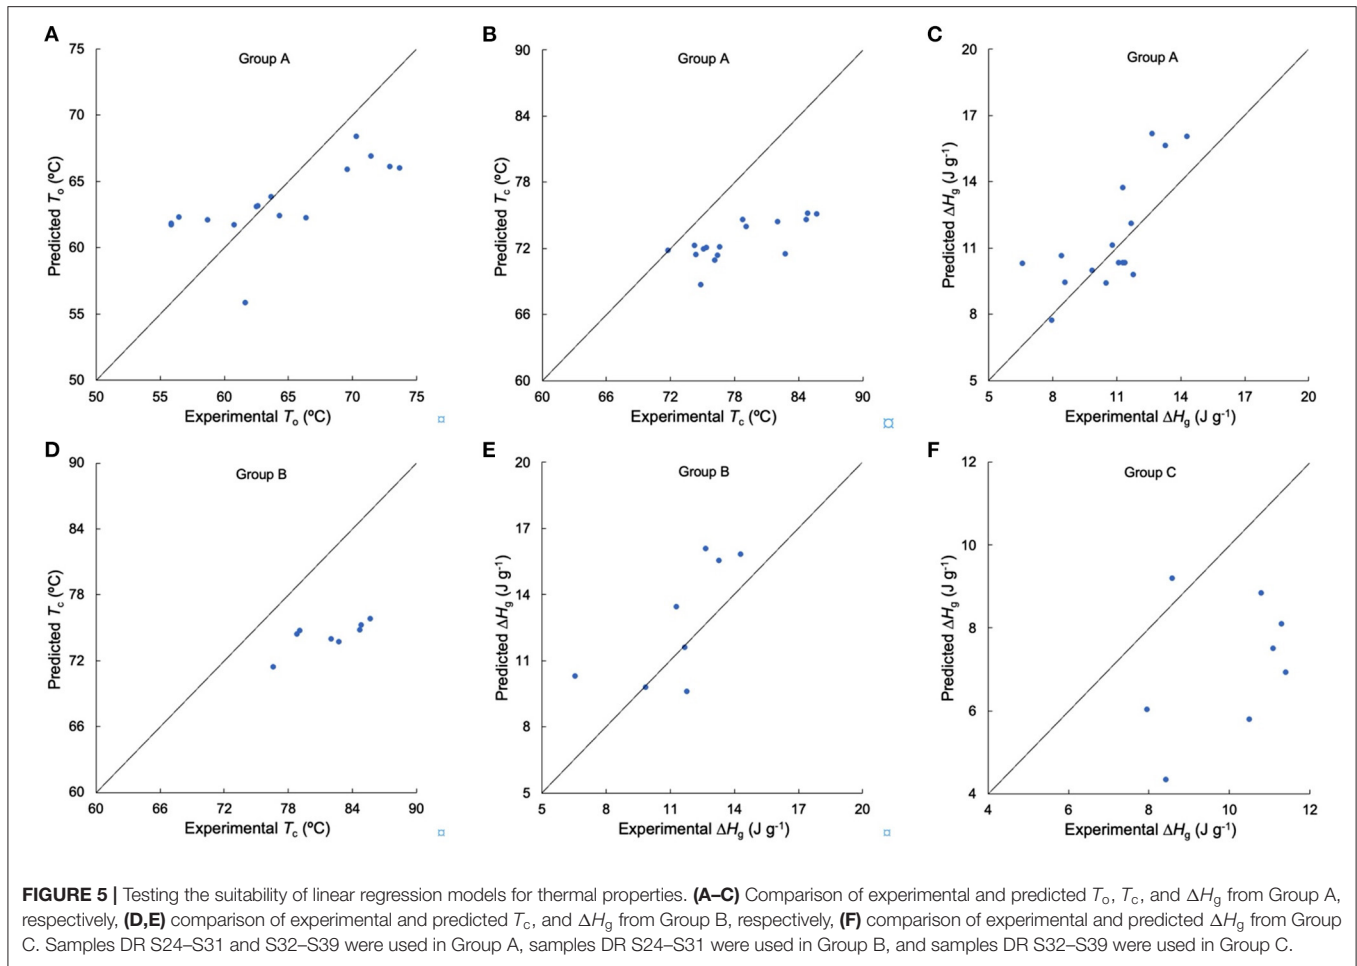 A
Group A
75
70
65
60
55
50
50 55 60 65 70 75
Predicted To (ºC)
Experimental To (ºC)
B
Group A
90
84
78
72
66
60
60 66 72 78 84 90
Predicted Tc (ºC)
Experimental Tc (ºC)
C
Group A
20
17
14
11
8
5
5 8 11 14 17 20
Predicted ΔHg (J g-1)
Experimental ΔHg (J g-1)
D
Group B
90
84
78
72
66
60
60 66 72 78 84 90
Predicted Tc (ºC)
Experimental Tc (ºC)
E
Group B
20
17
14
11
8
5
5 8 11 14 17 20
Predicted ΔHg (J g-1)
Experimental ΔHg (J g-1)
F
Group C
12
10
8
6
4
4 6 8 10 12
Predicted ΔHg (J g-1)
Experimental ΔHg (J g-1)
FIGURE 5 | Testing the suitability of linear regression models for thermal properties. (A–C) Comparison of experimental and predicted To, Tc, and ΔHg from Group A,
respectively, (D,E) comparison of experimental and predicted Tc, and ΔHg from Group B, respectively, (F) comparison of experimental and predicted ΔHg from Group
C. Samples DR S24–S31 and S32–S39 were used in Group A, samples DR S24–S31 were used in Group B, and samples DR S32–S39 were used in Group C.